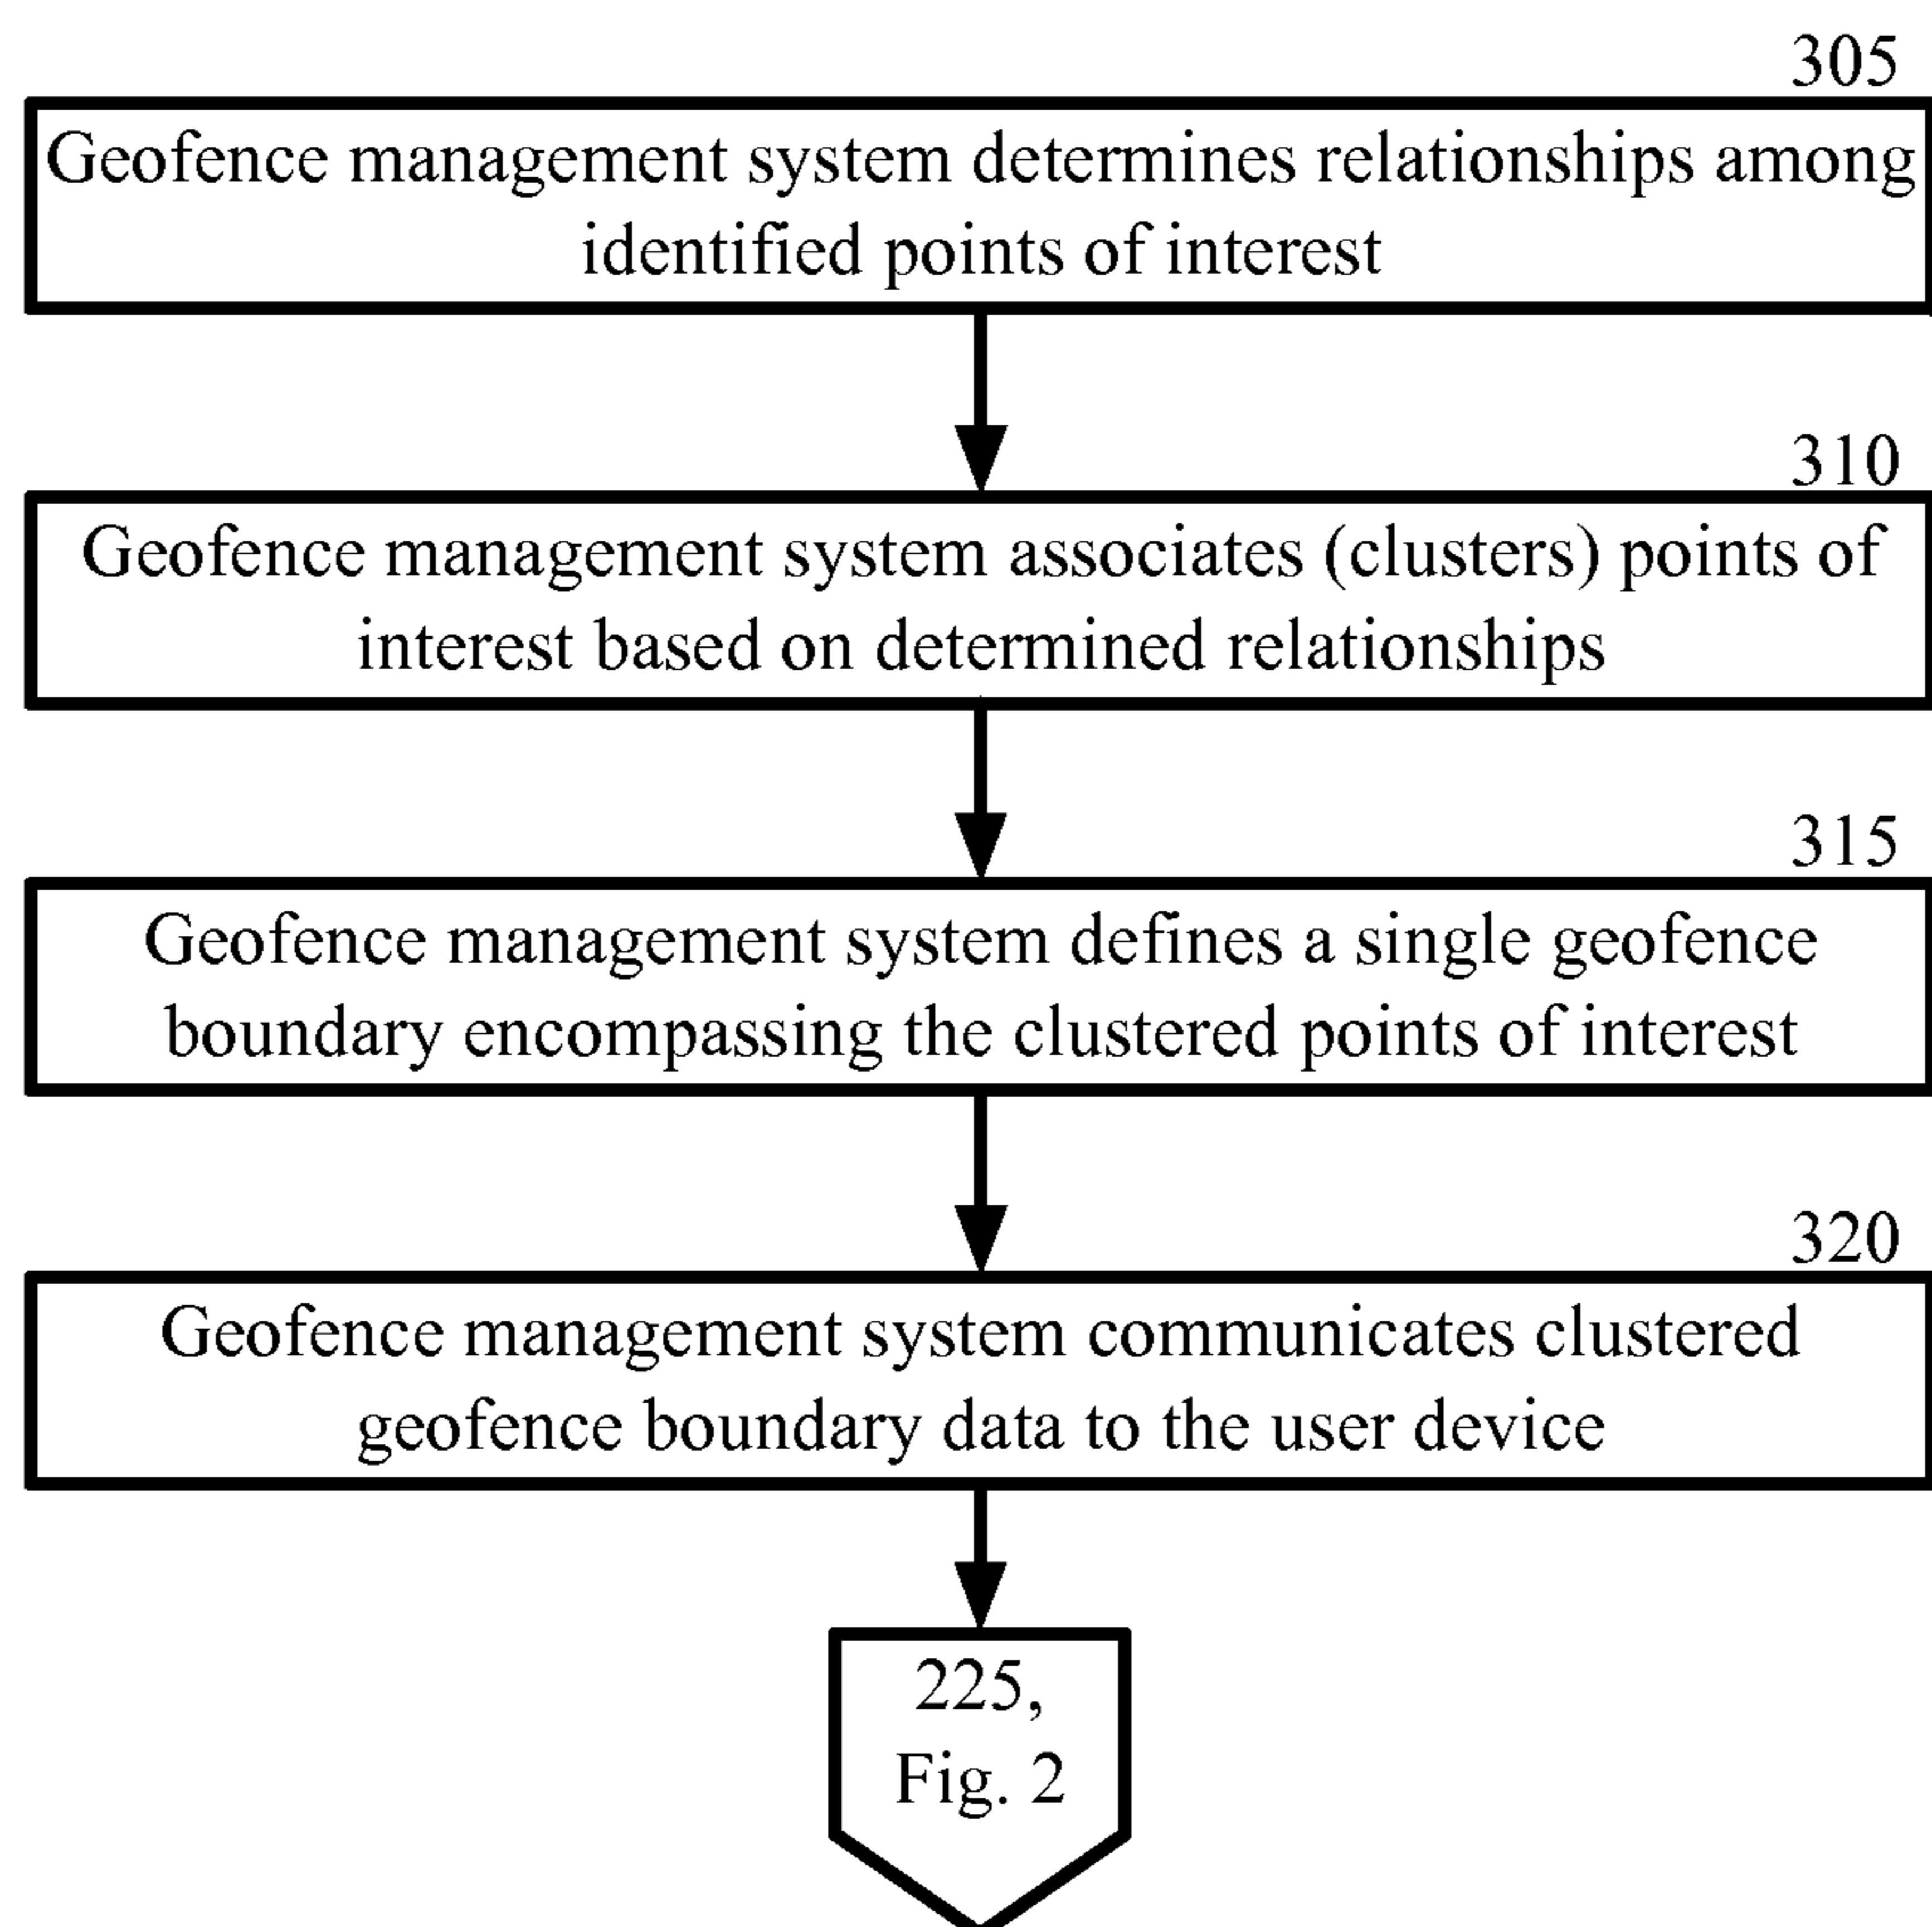 305
Geofence management system determines relationships among
identified points of interest
310
Geofence management system associates (clusters) points of
interest based on determined relationships
315
Geofence management system defines a single geofence
boundary encompassing the clustered points of interest
320
Geofence management system communicates clustered
geofence boundary data to the user device
225,
Fig. 2